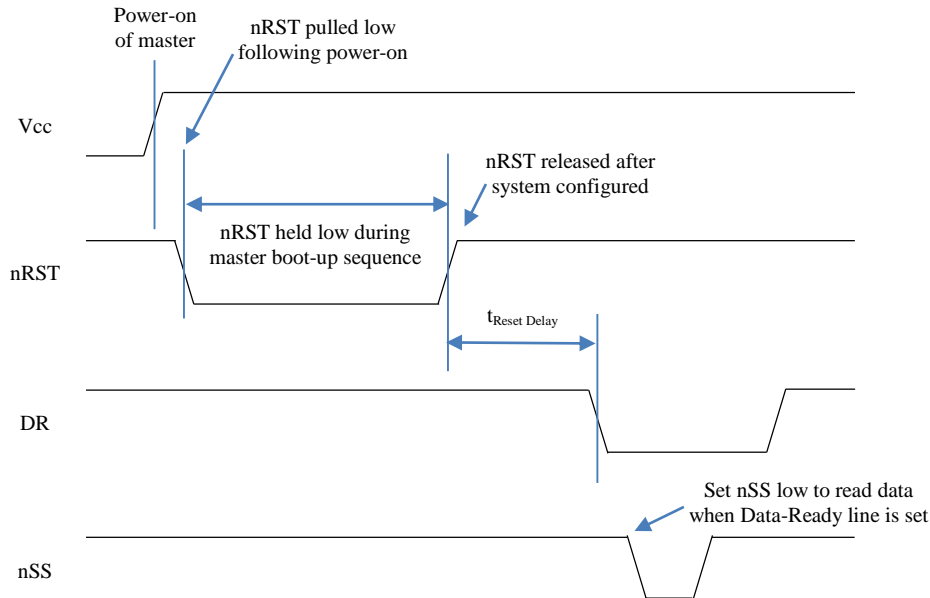 Power-on
of master
nRST pulled low
following power-on
Vcc
nRST released after
system configured
nRST held low during
master boot-up sequence
nRST
tReset Delay
DR
Set nSS low to read data
when Data-Ready line is set
nSS